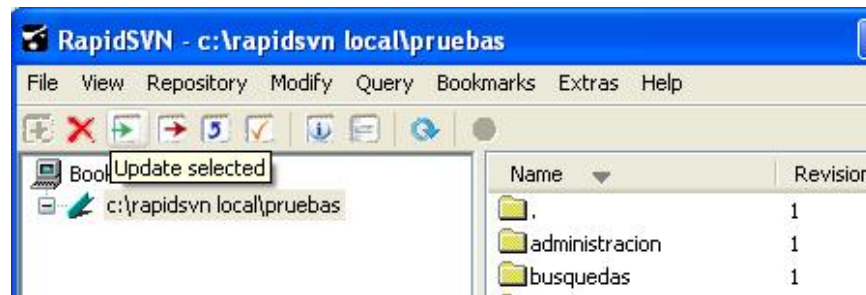 RapidSVN - c:\rapidsvn local\pruebas
File View Repository Modify Query Bookmarks Extras Help
Update selected
Name Revision
c:\rapidsvn local\pruebas
. 1
administracion 1
busquedas 1